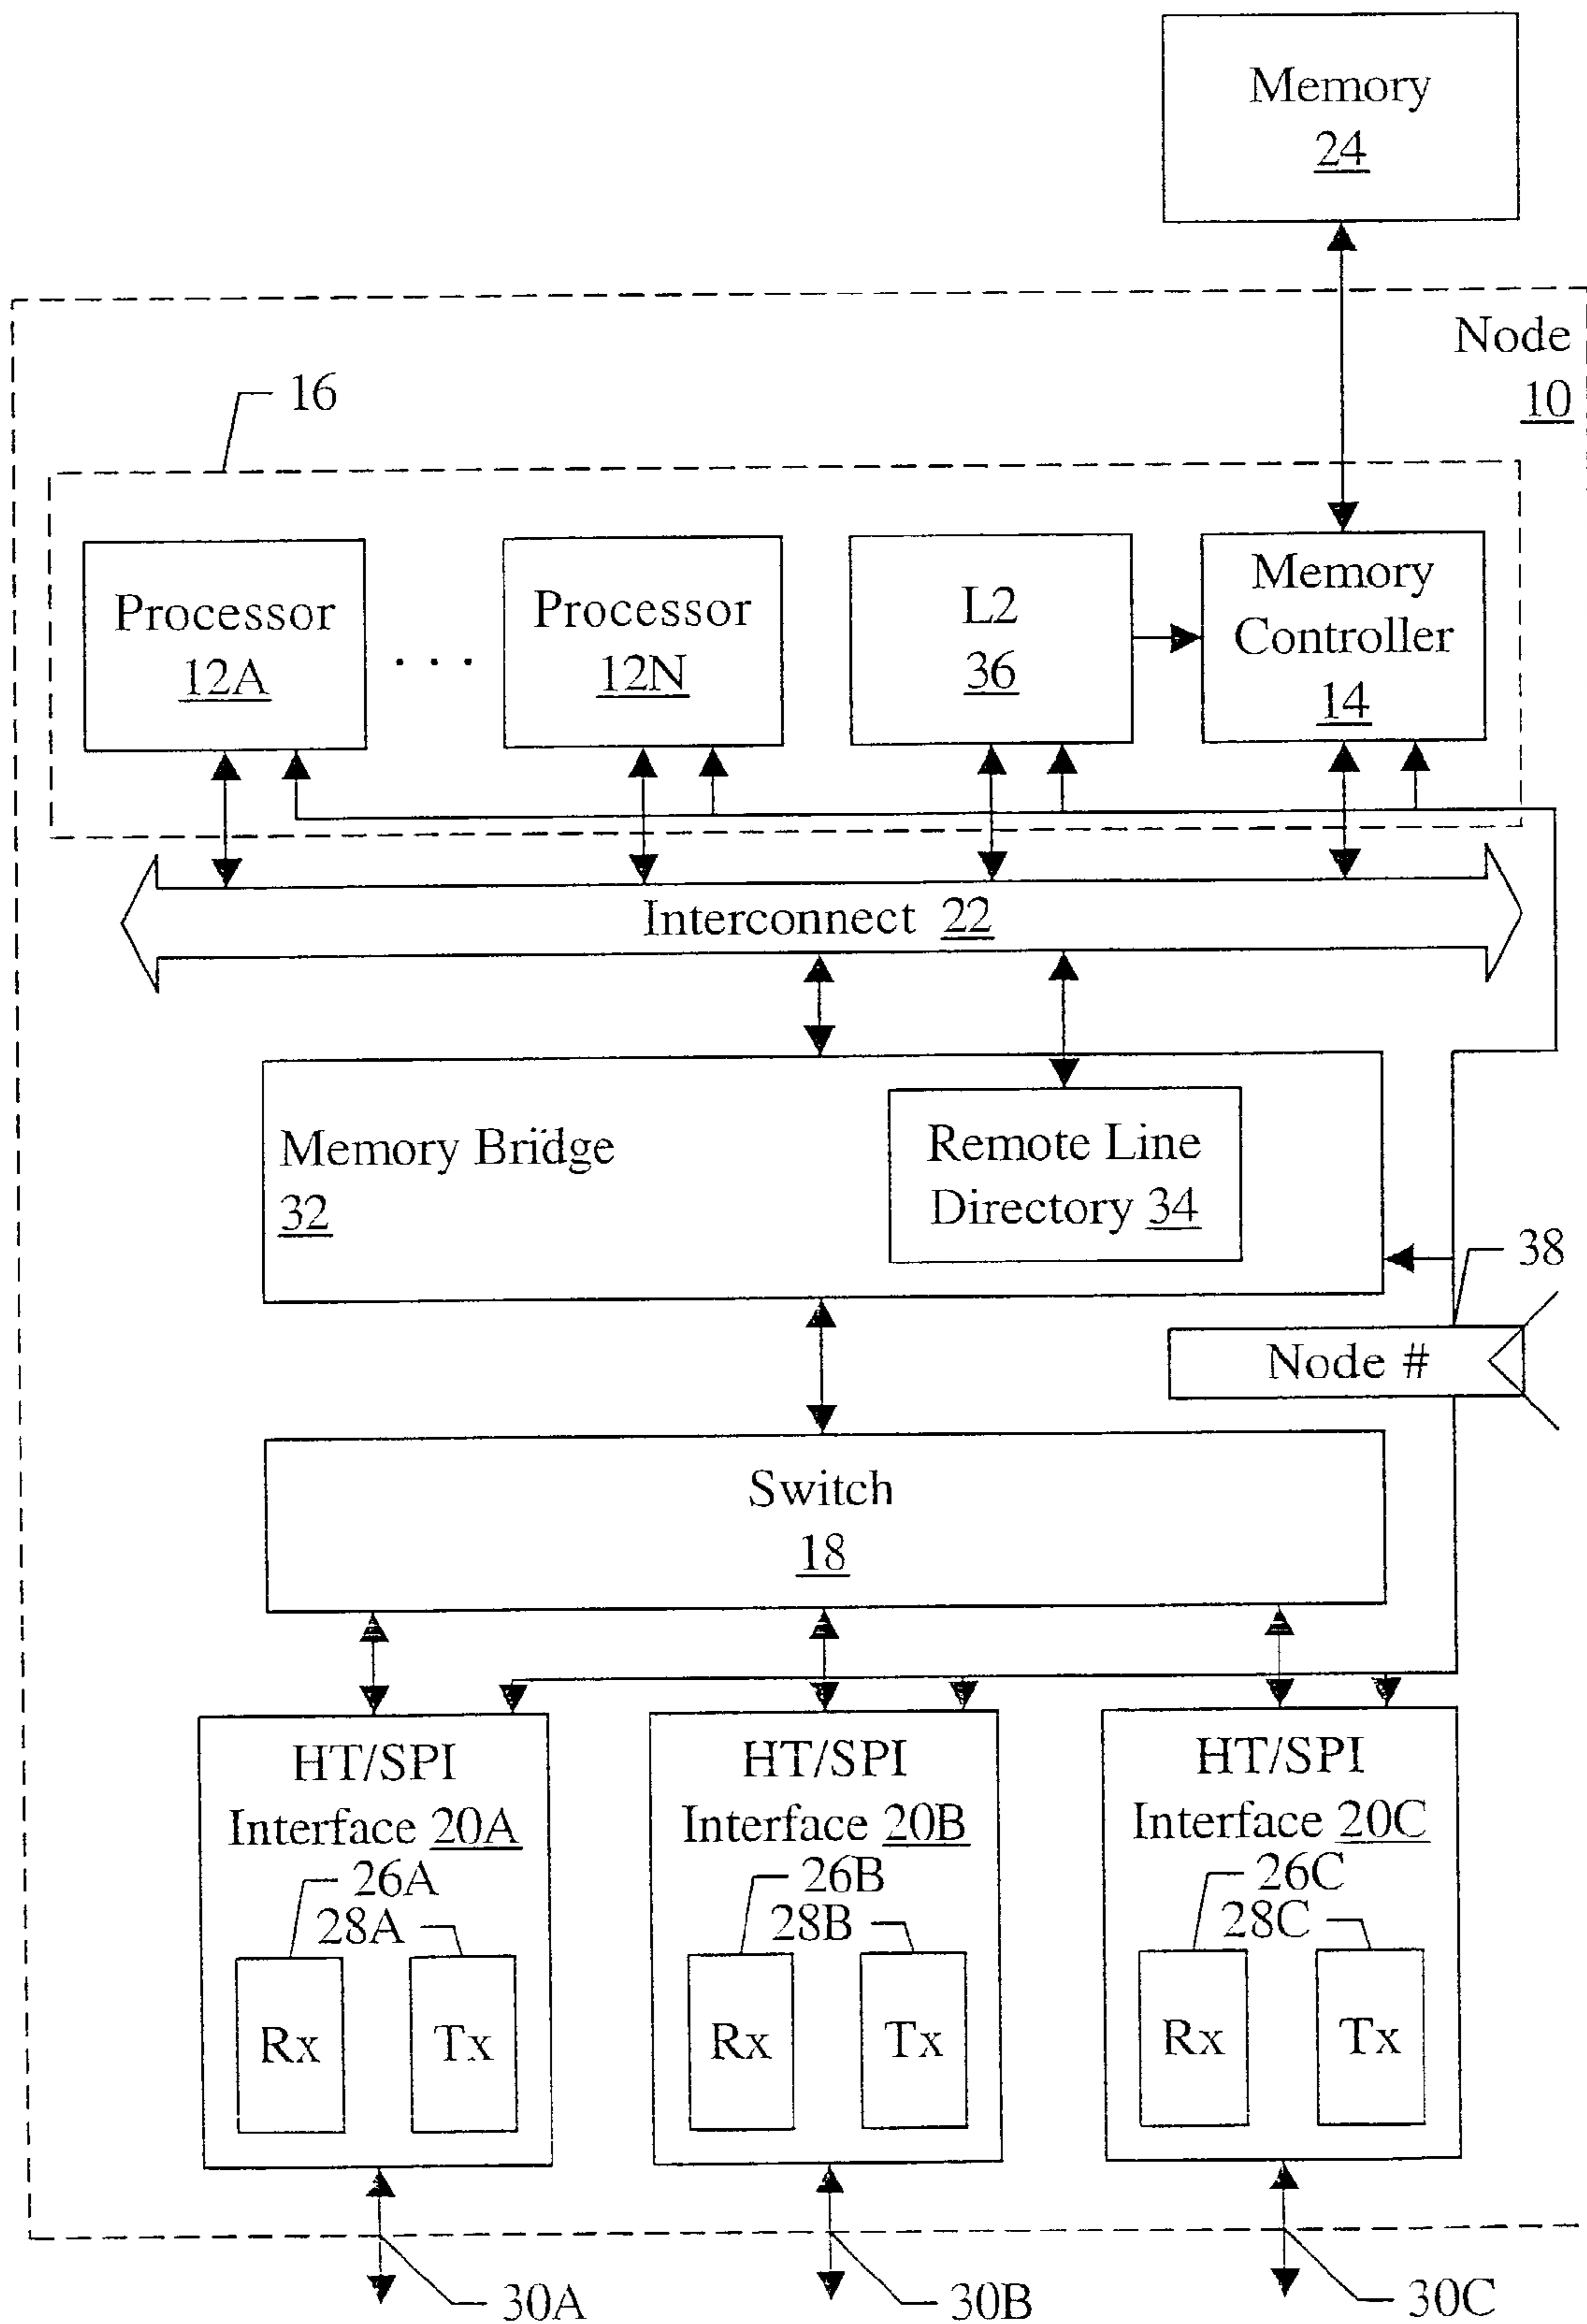 Memory
24
Node
10
16
Processor
12A
. . .
Processor
12N
L2
36
Memory
Controller
14
Interconnect 22
Memory Bridge
32
Remote Line
Directory 34
38
Node #
Switch
18
HT/SPI
Interface 20A
26A
28A
Rx
Tx
HT/SPI
Interface 20B
26B
28B
Rx
Tx
HT/SPI
Interface 20C
26C
28C
Rx
Tx
30A
30B
30C